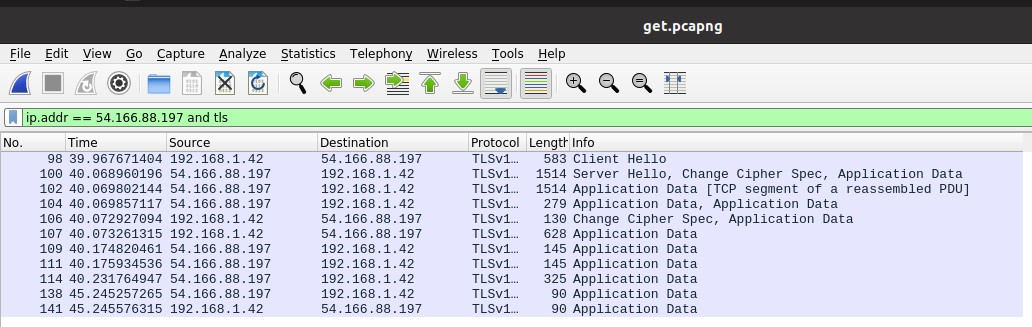 get.pcapng
File Edit View Go Capture Analyze Statistics Telephony Wireless Tools Help
ip.addr == 54.166.88.197 and tls
No. Time Source Destination Protocol Length Info
98 39.967671404 192.168.1.42 54.166.88.197 TLSv1… 583 Client Hello
100 40.068960196 54.166.88.197 192.168.1.42 TLSv1… 1514 Server Hello, Change Cipher Spec, Application Data
102 40.069802144 54.166.88.197 192.168.1.42 TLSv1… 1514 Application Data [TCP segment of a reassembled PDU]
104 40.069857117 54.166.88.197 192.168.1.42 TLSv1… 279 Application Data, Application Data
106 40.072927094 192.168.1.42 54.166.88.197 TLSv1… 130 Change Cipher Spec, Application Data
107 40.073261315 192.168.1.42 54.166.88.197 TLSv1… 628 Application Data
109 40.174820461 54.166.88.197 192.168.1.42 TLSv1… 145 Application Data
111 40.175934536 54.166.88.197 192.168.1.42 TLSv1… 145 Application Data
114 40.231764947 54.166.88.197 192.168.1.42 TLSv1… 325 Application Data
138 45.245257265 54.166.88.197 192.168.1.42 TLSv1… 90 Application Data
141 45.245576315 192.168.1.42 54.166.88.197 TLSv1… 90 Application Data